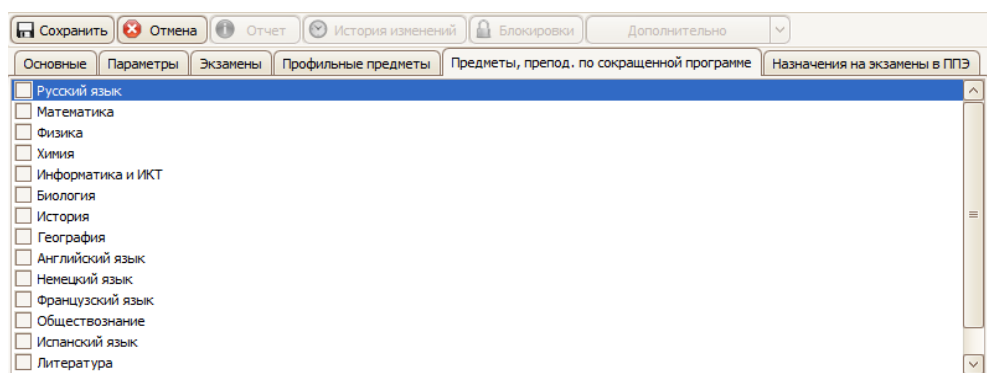 Сохранить Отмена Отчет История изменений Блокировки Дополнительно
Основные Параметры Экзамены Профильные предметы Предметы, препод. по сокращенной программе Назначения на экзамены в ППЭ
Русский язык
Математика
Физика
Химия
Информатика и ИКТ
Биология
История
География
Английский язык
Немецкий язык
Французский язык
Обществознание
Испанский язык
Литература